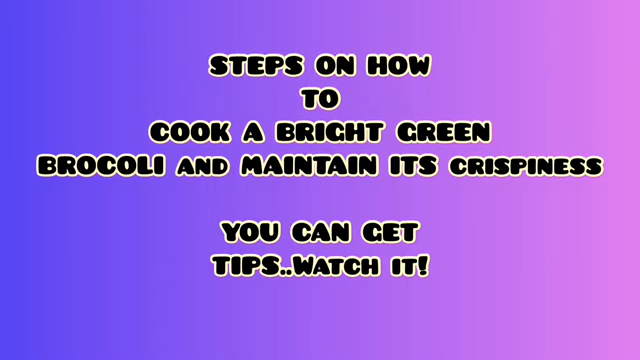 STEPS ON HOW
TO
COOK A BRIGHT GREEN
BROCOLI AND MAINTAIN ITS CRISPINESS
YOU CAN GET
TIPS..WATCH IT!